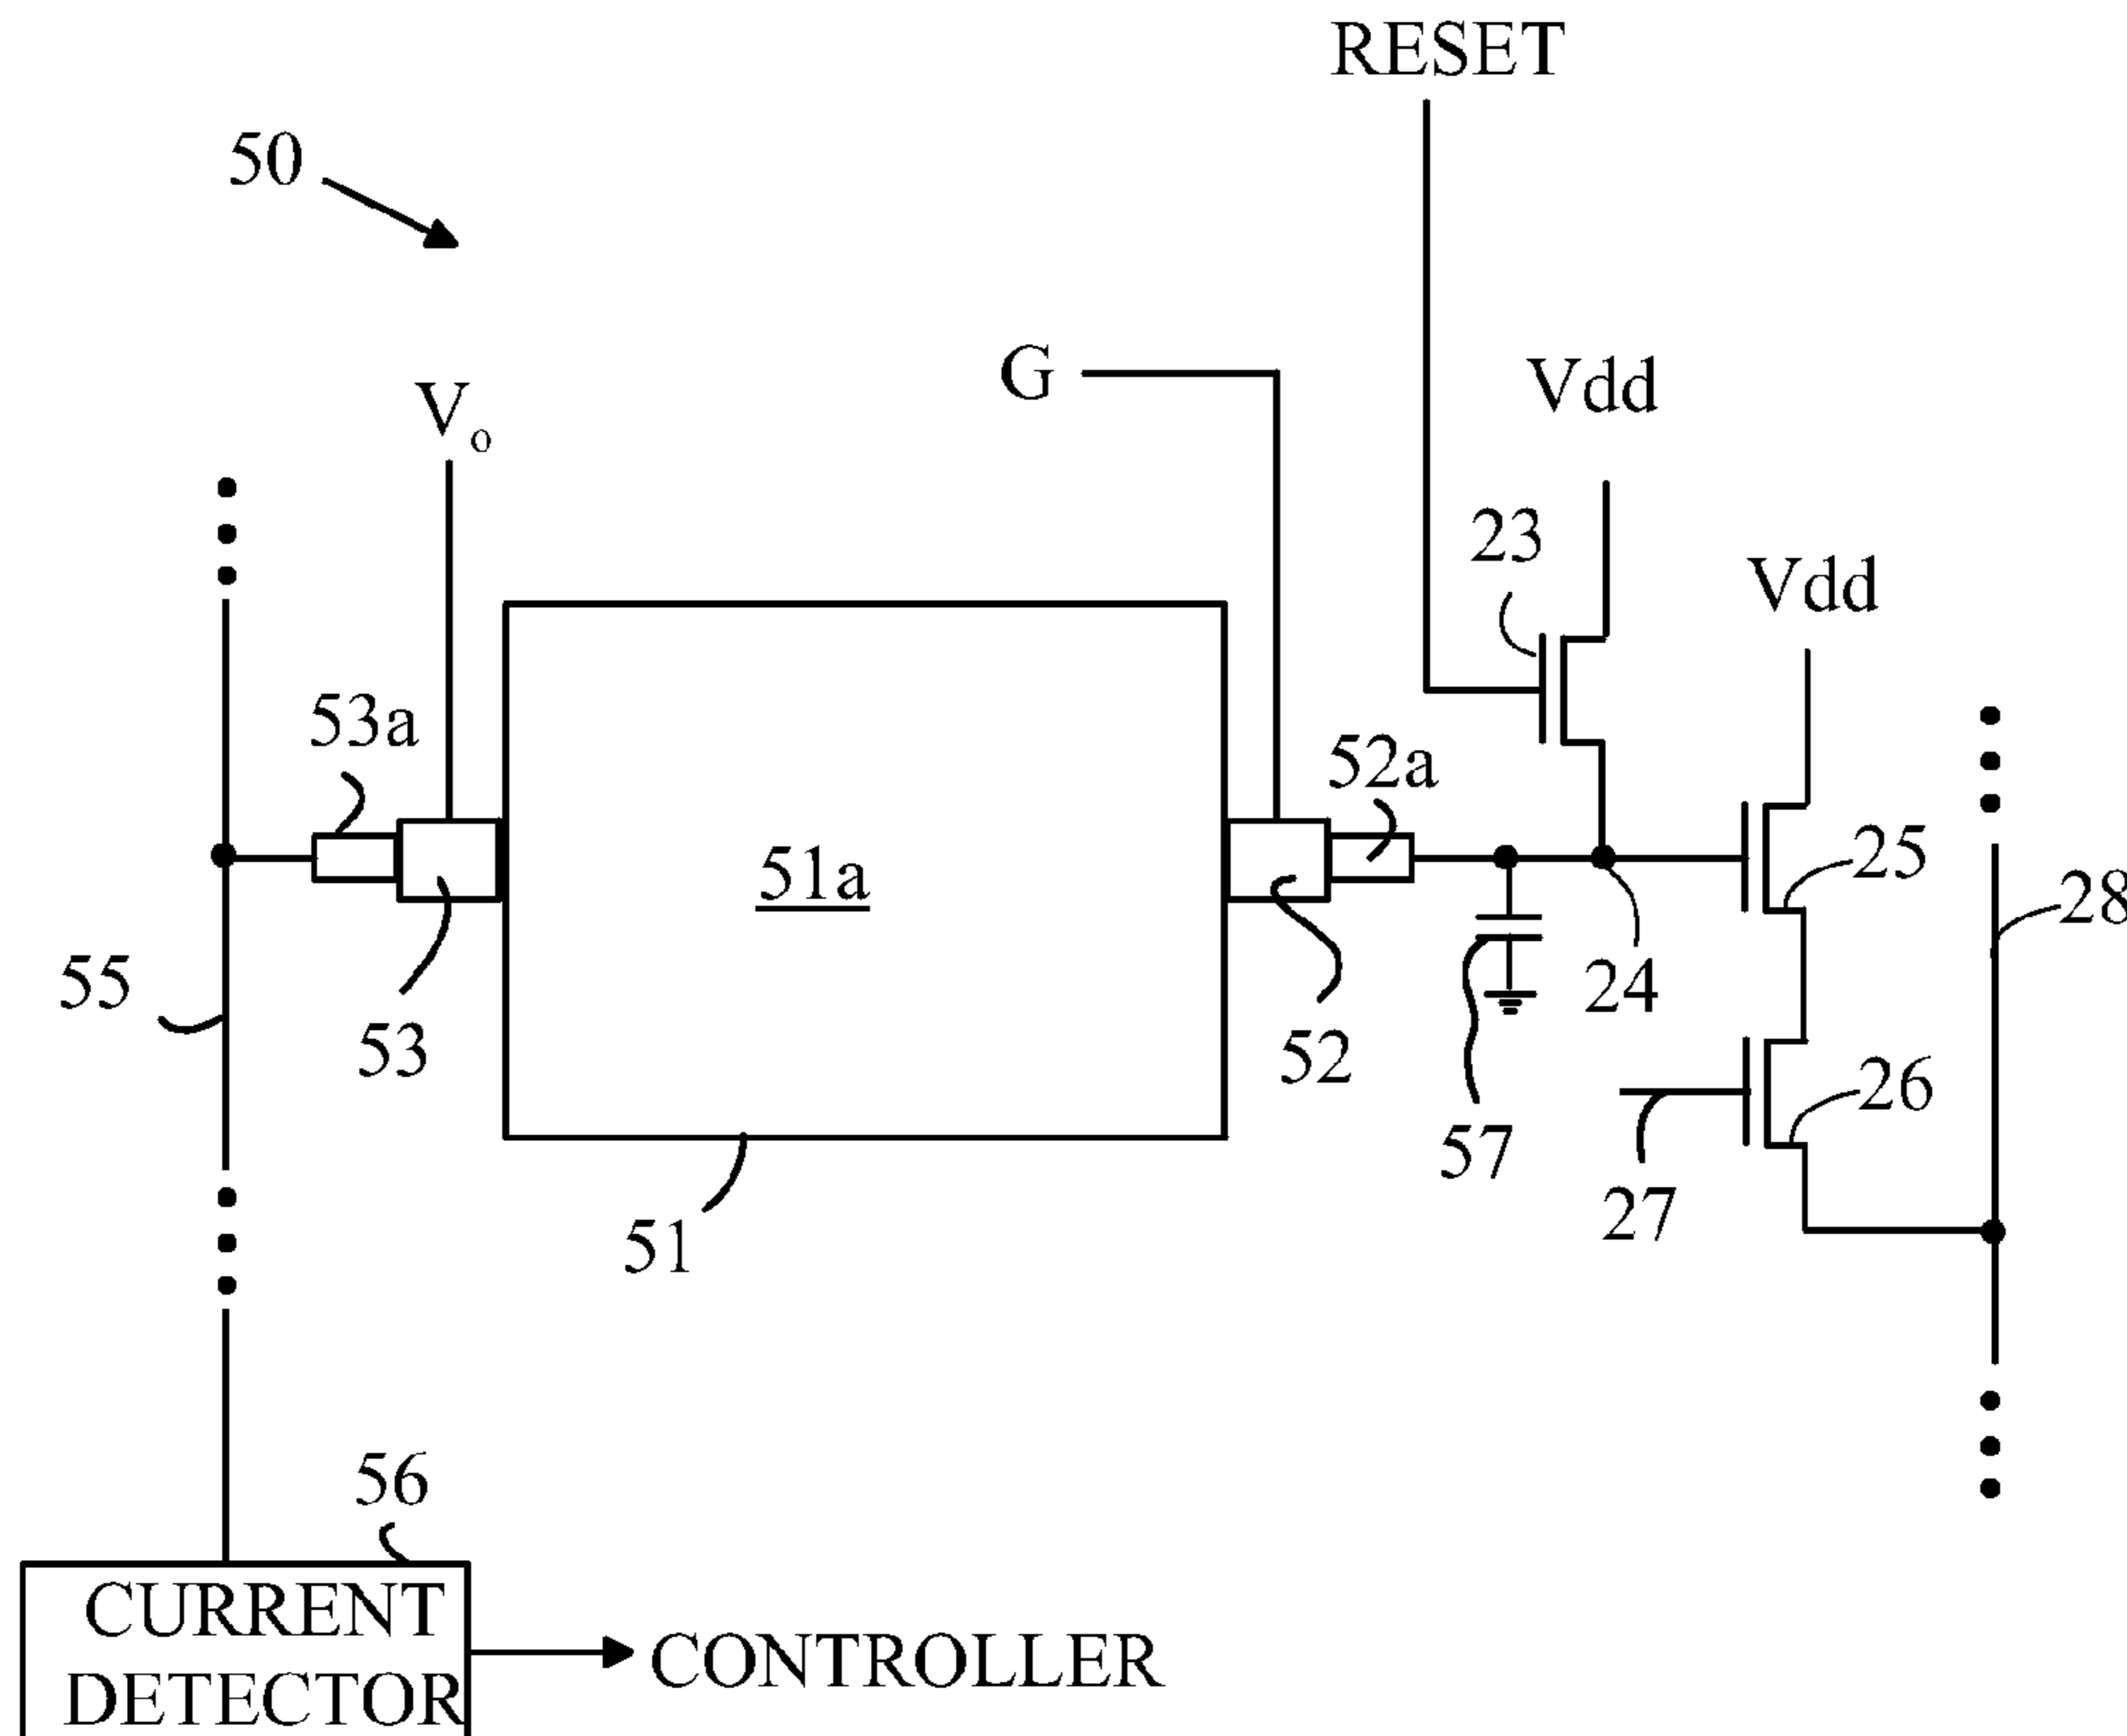 RESET
50
G
Vdd
Vo
23
Vdd
53a
52a
51a
25
28
55
24
53
52
26
57
27
51
56
CURRENT
DETECTOR
CONTROLLER